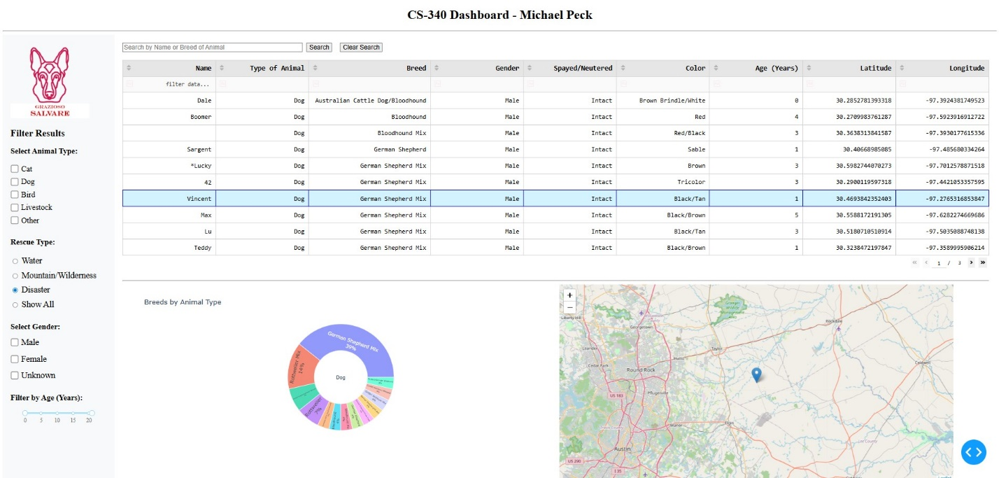 CS-340 Dashboard - Michael Peck
GRAZIOSO
SALVARE
Filter Results
Select Animal Type:
Cat
Dog
Bird
Livestock
Other
Rescue Type:
Water
Mountain/Wilderness
Disaster
Show All
Select Gender:
Male
Female
Unknown
Filter by Age (Years):
0 5 10 15 20
Search by Name or Breed of Animal Search Clear Search
Name Type of Animal Breed Gender Spayed/Neutered Color Age (Years) Latitude Longitude
filter data...
Dale Dog Australian Cattle Dog/Bloodhound Male Intact Brown Brindle/White 0 30.2852781393318 -97.3924381749523
Boomer Dog Bloodhound Male Intact Red 4 30.2709983761287 -97.5923916912722
Dog Bloodhound Mix Male Intact Red/Black 3 30.3638313841587 -97.3930177615336
Sargent Dog German Shepherd Male Intact Sable 1 30.40668985085 -97.485680334264
*Lucky Dog German Shepherd Mix Male Intact Brown 3 30.5982744070273 -97.7012578871518
42 Dog German Shepherd Mix Male Intact Tricolor 3 30.2900119597318 -97.4421053357595
Vincent Dog German Shepherd Mix Male Intact Black/Tan 1 30.4693842352403 -97.2765316853847
Max Dog German Shepherd Mix Male Intact Black/Brown 5 30.5588172191305 -97.6282274669686
Lu Dog German Shepherd Mix Male Intact Black/Tan 3 30.5180710510914 -97.5035088748138
Teddy Dog German Shepherd Mix Male Intact Black/Brown 1 30.3238472197847 -97.3589995906214
« ‹ 1 / 3 › »
Breeds by Animal Type
German Shepherd Mix
39%
Rottweiler Mix
14%
Rottweiler
7%
Dog
+
−
Liberty Hill
Georgetown
Granger
Wildlife
Management
Area
Rockdale
Leander
Taylor
Cedar Park
Round Rock
Hutto
Caldwell
Pflugerville
US 183
Manor
Elgin
Lee County
Austin
US 290
I 35